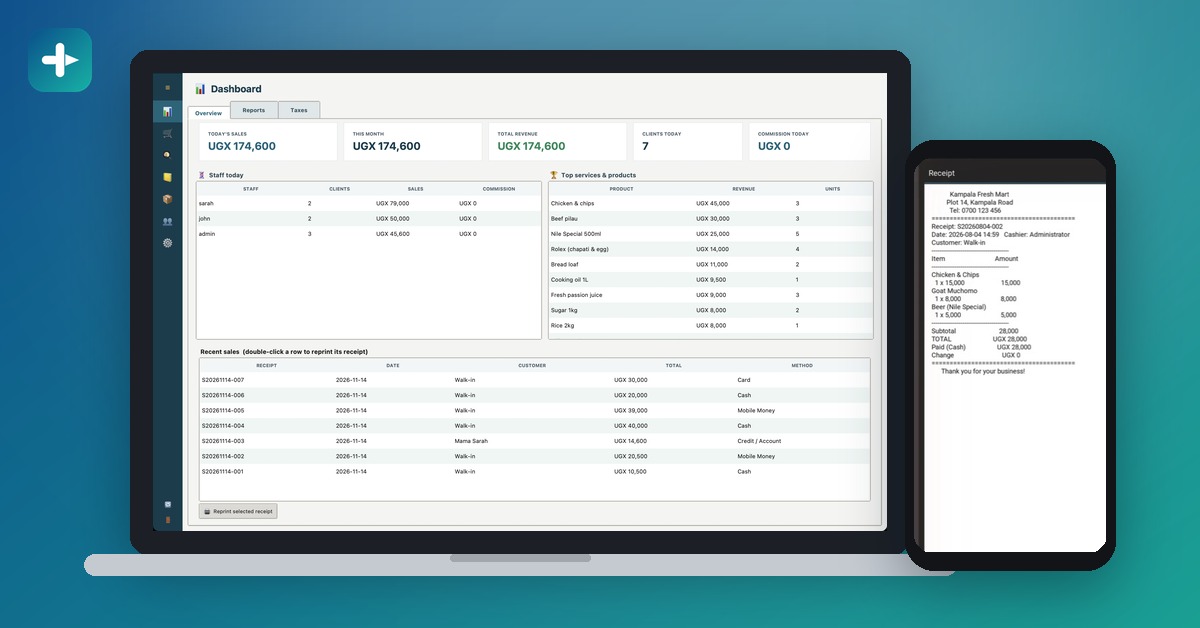 Dashboard
Overview Reports Taxes
TODAY'S SALES THIS MONTH TOTAL REVENUE CLIENTS TODAY COMMISSION TODAY
UGX 174,600 UGX 174,600 UGX 174,600 7 UGX 0
Staff today
STAFF CLIENTS SALES COMMISSION
sarah 2 UGX 79,000 UGX 0
john 2 UGX 50,000 UGX 0
admin 3 UGX 45,600 UGX 0
Top services & products
PRODUCT REVENUE UNITS
Chicken & chips UGX 45,000 3
Beef pilau UGX 30,000 3
Nile Special 500ml UGX 25,000 5
Rolex (chapati & egg) UGX 14,000 4
Bread loaf UGX 11,000 2
Cooking oil 1L UGX 9,500 1
Fresh passion juice UGX 9,000 3
Sugar 1kg UGX 8,000 2
Rice 2kg UGX 8,000 1
Recent sales (double-click a row to reprint its receipt)
RECEIPT DATE CUSTOMER TOTAL METHOD
S20261114-007 2026-11-14 Walk-in UGX 30,000 Card
S20261114-006 2026-11-14 Walk-in UGX 20,000 Cash
S20261114-005 2026-11-14 Walk-in UGX 39,000 Mobile Money
S20261114-004 2026-11-14 Walk-in UGX 40,000 Cash
S20261114-003 2026-11-14 Mama Sarah UGX 14,600 Credit / Account
S20261114-002 2026-11-14 Walk-in UGX 20,500 Mobile Money
S20261114-001 2026-11-14 Walk-in UGX 10,500 Cash
Reprint selected receipt
Receipt
Kampala Fresh Mart
Plot 14, Kampala Road
Tel: 0700 123 456
========================================
Receipt: S20260804-002
Date: 2026-08-04 14:59 Cashier: Administrator
Customer: Walk-in
Item Amount
Chicken & Chips
1 x 15,000 15,000
Goat Muchomo
1 x 8,000 8,000
Beer (Nile Special)
1 x 5,000 5,000
Subtotal 28,000
TOTAL UGX 28,000
Paid (Cash) UGX 28,000
Change UGX 0
========================================
Thank you for your business!